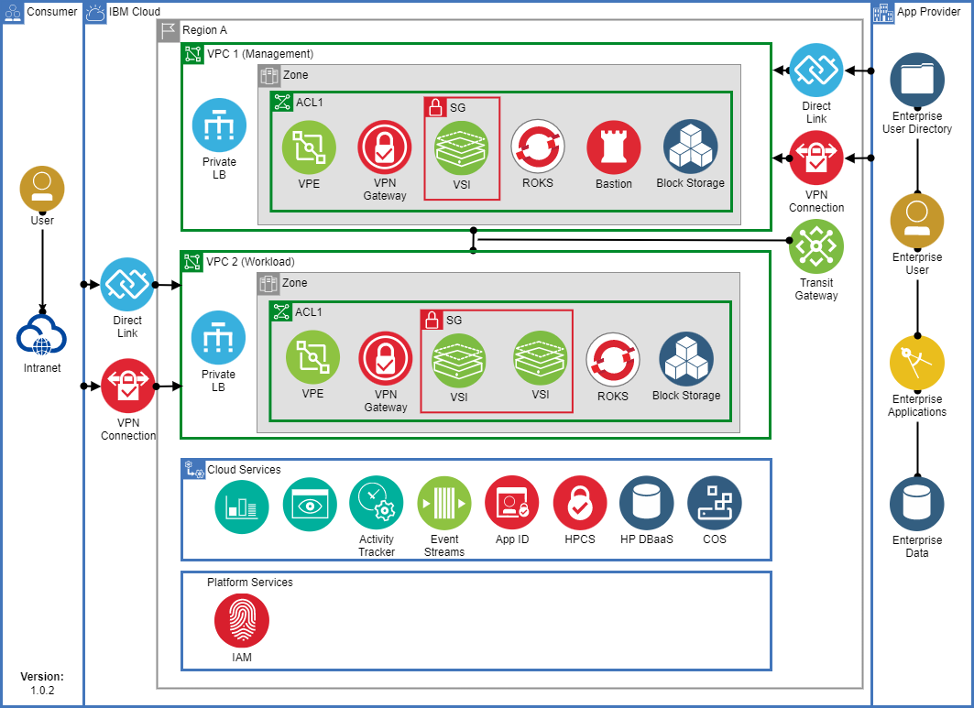 Consumer
IBM Cloud
App Provider
Region A
VPC 1 (Management)
Zone
ACL1
SG
Private
LB
VPE
VPN
Gateway
VSI
ROKS
Bastion
Block Storage
Direct
Link
VPN
Connection
Transit
Gateway
Enterprise
User Directory
Enterprise
User
Enterprise
Applications
Enterprise
Data
User
Intranet
Direct
Link
VPN
Connection
VPC 2 (Workload)
Zone
ACL1
SG
Private
LB
VPE
VPN
Gateway
VSI
VSI
ROKS
Block Storage
Cloud Services
Activity
Tracker
Event
Streams
App ID
HPCS
HP DBaaS
COS
Platform Services
IAM
Version:
1.0.2